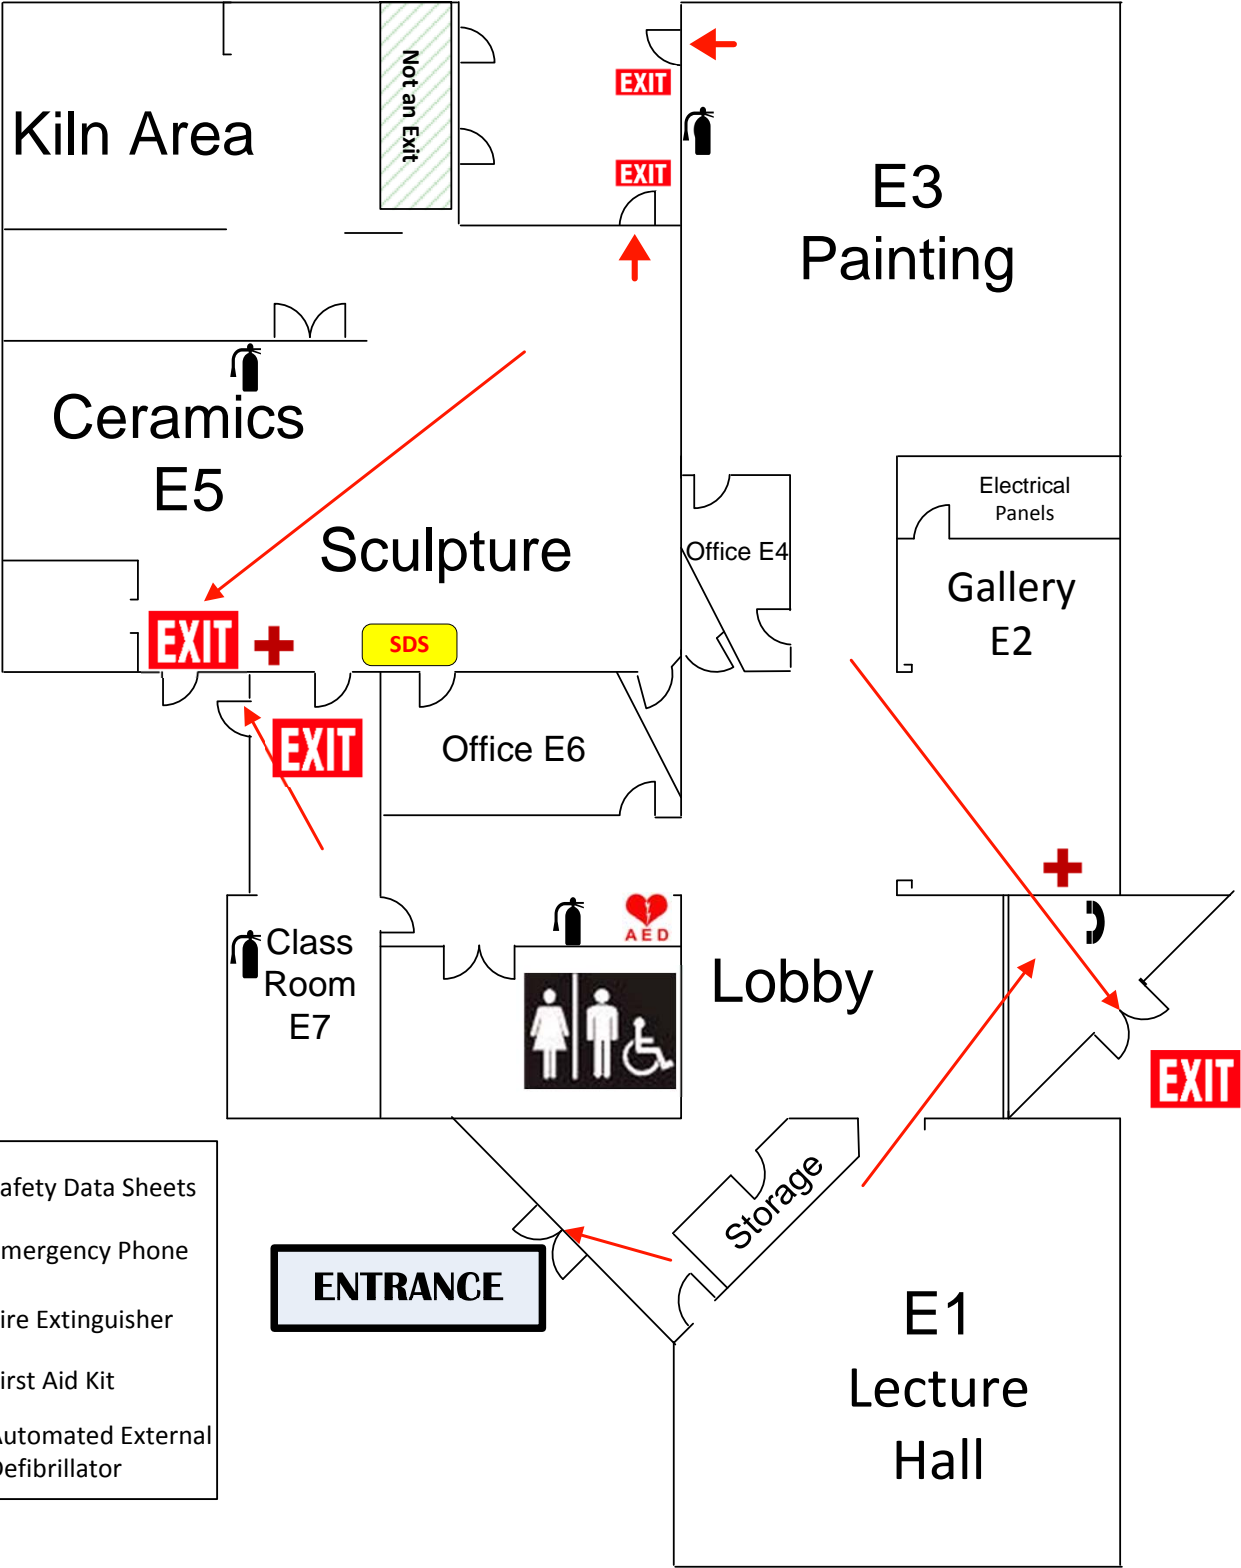 Not an Exit
EXIT
Kiln Area
EXIT
E3
Painting
Ceramics
E5
Electrical
Panels
Sculpture
Office E4
Gallery
E2
EXIT
SDS
EXIT
Office E6
AED
Class
Room
E7
Lobby
EXIT
Storage
afety Data Sheets
mergency Phone
ire Extinguisher
irst Aid Kit
Automated External
Defibrillator
ENTRANCE
E1
Lecture
Hall